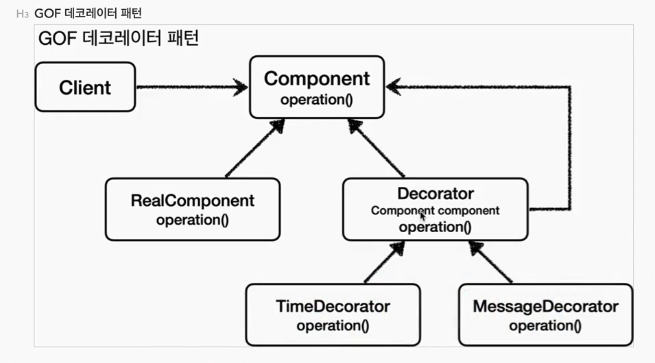 H3 GOF 데코레이터 패턴
GOF 데코레이터 패턴
Client
Component
operation()
RealComponent
operation()
Decorator
Component component
operation()
TimeDecorator
operation()
MessageDecorator
operation()